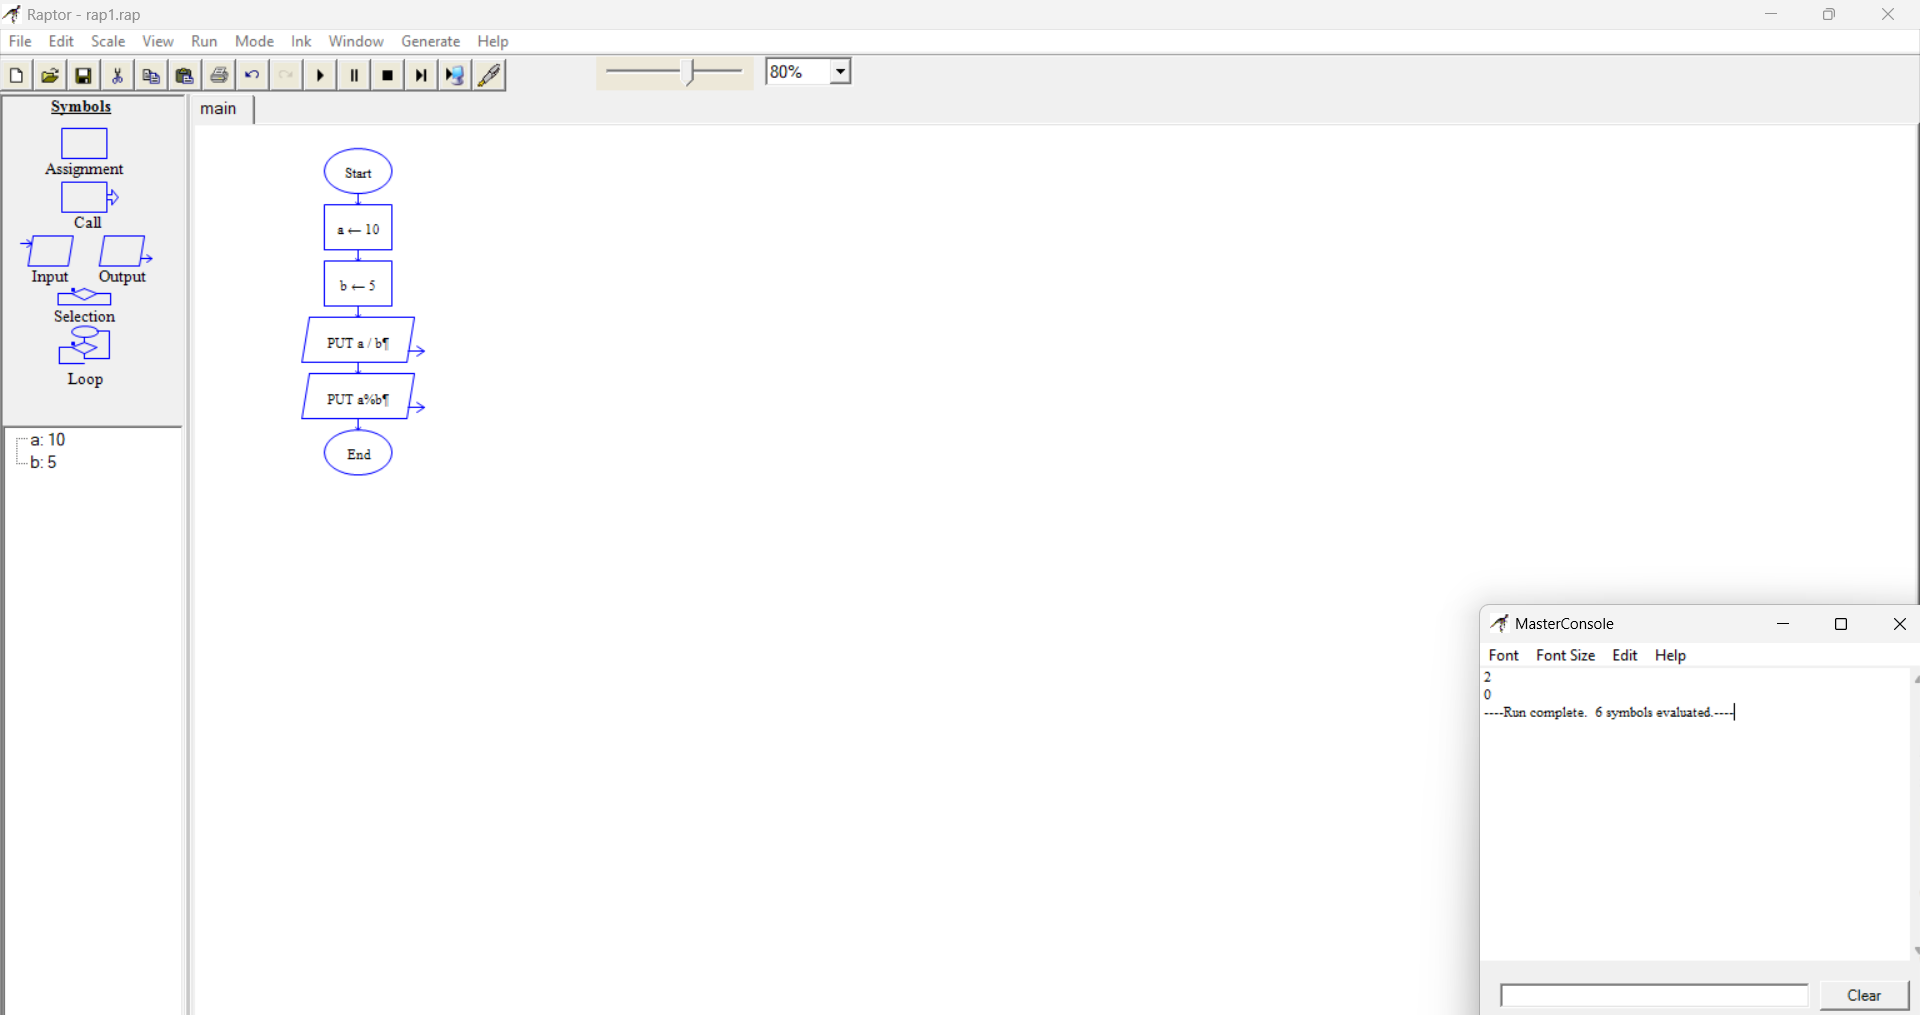 Raptor - rap1.rap
File Edit Scale View Run Mode Ink Window Generate Help
80%
Symbols
Assignment
Call
Input Output
Selection
Loop
a: 10
b: 5
main
Start
a ← 10
b ← 5
PUT a / b¶
PUT a%b¶
End
MasterConsole
Font Font Size Edit Help
2
0
----Run complete. 6 symbols evaluated.----
Clear